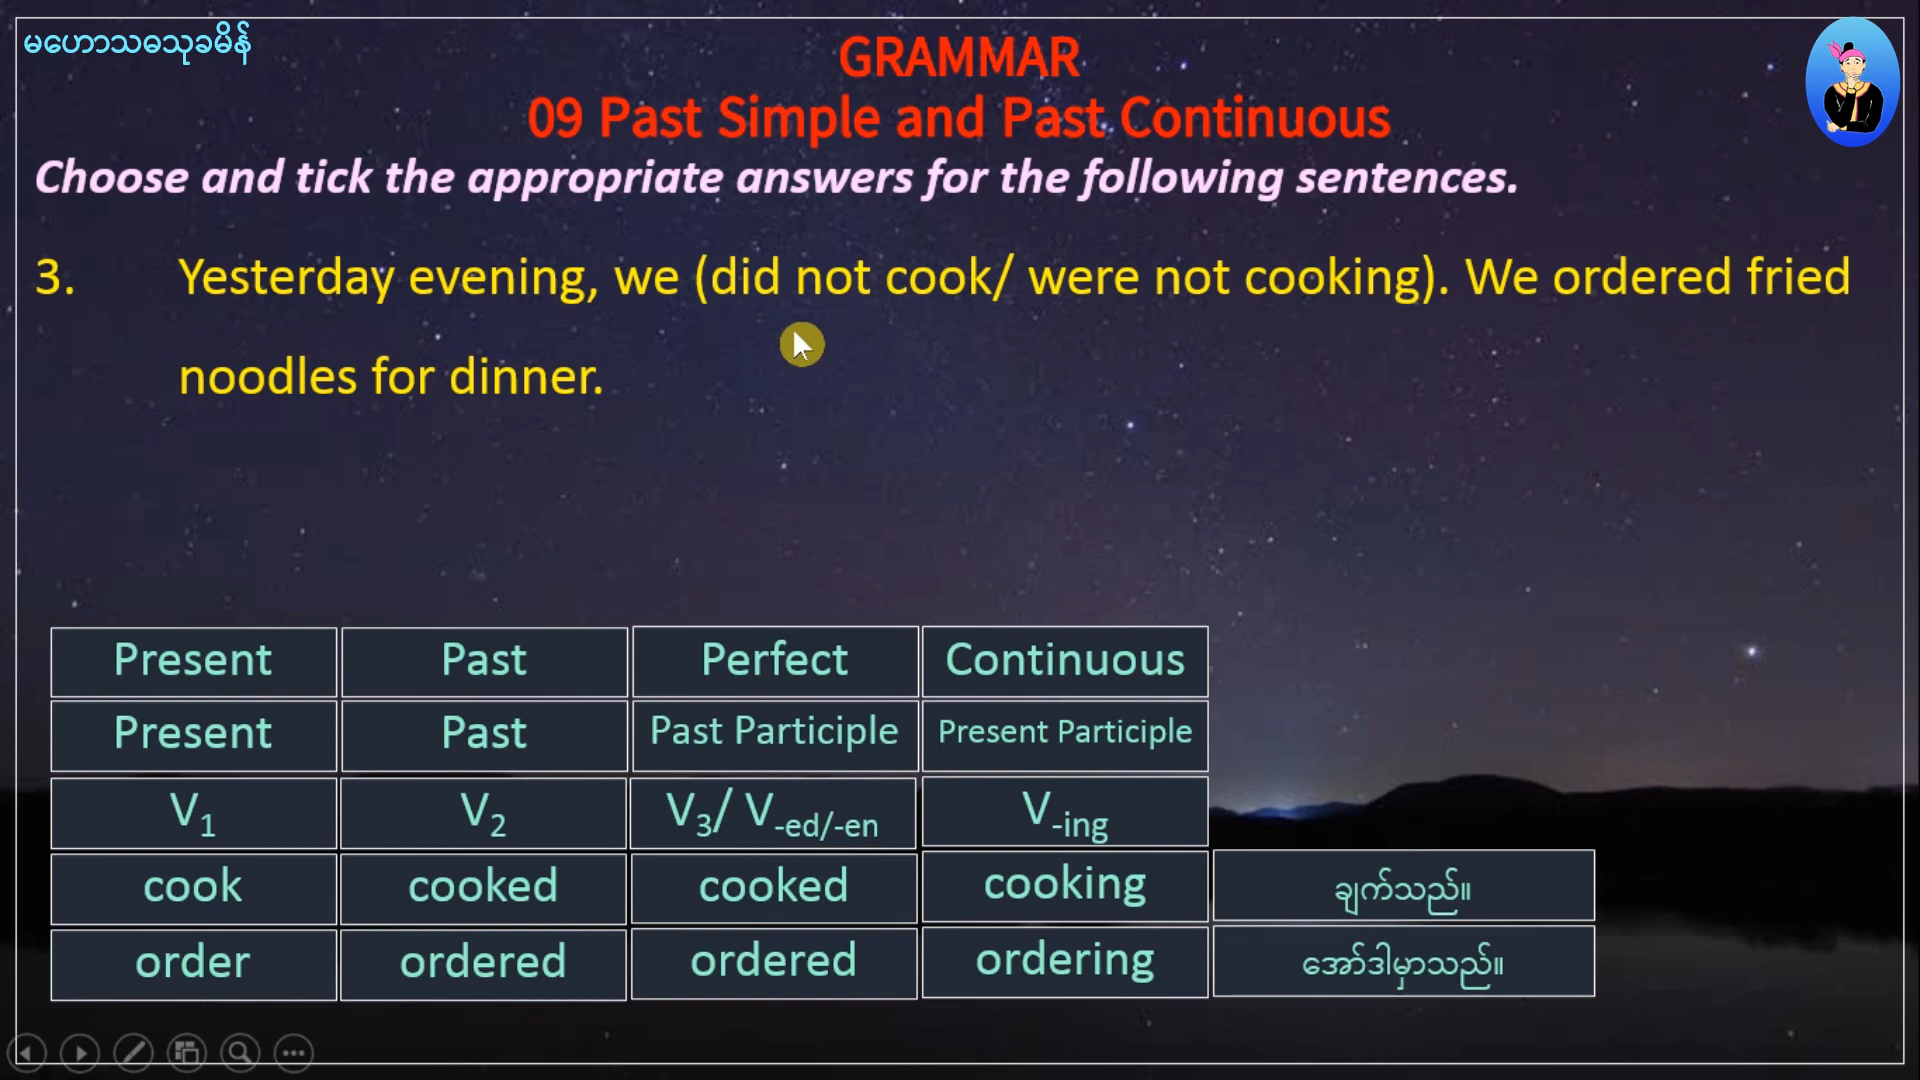 မဟောသဓသုခမိန်
GRAMMAR
09 Past Simple and Past Continuous
Choose and tick the appropriate answers for the following sentences.
3. Yesterday evening, we (did not cook/ were not cooking). We ordered fried
noodles for dinner.
Present Past Perfect Continuous
Present Past Past Participle Present Participle
V1 V2 V3/ V-ed/-en V-ing
cook cooked cooked cooking ချက်သည်။
order ordered ordered ordering အော်ဒါမှာသည်။